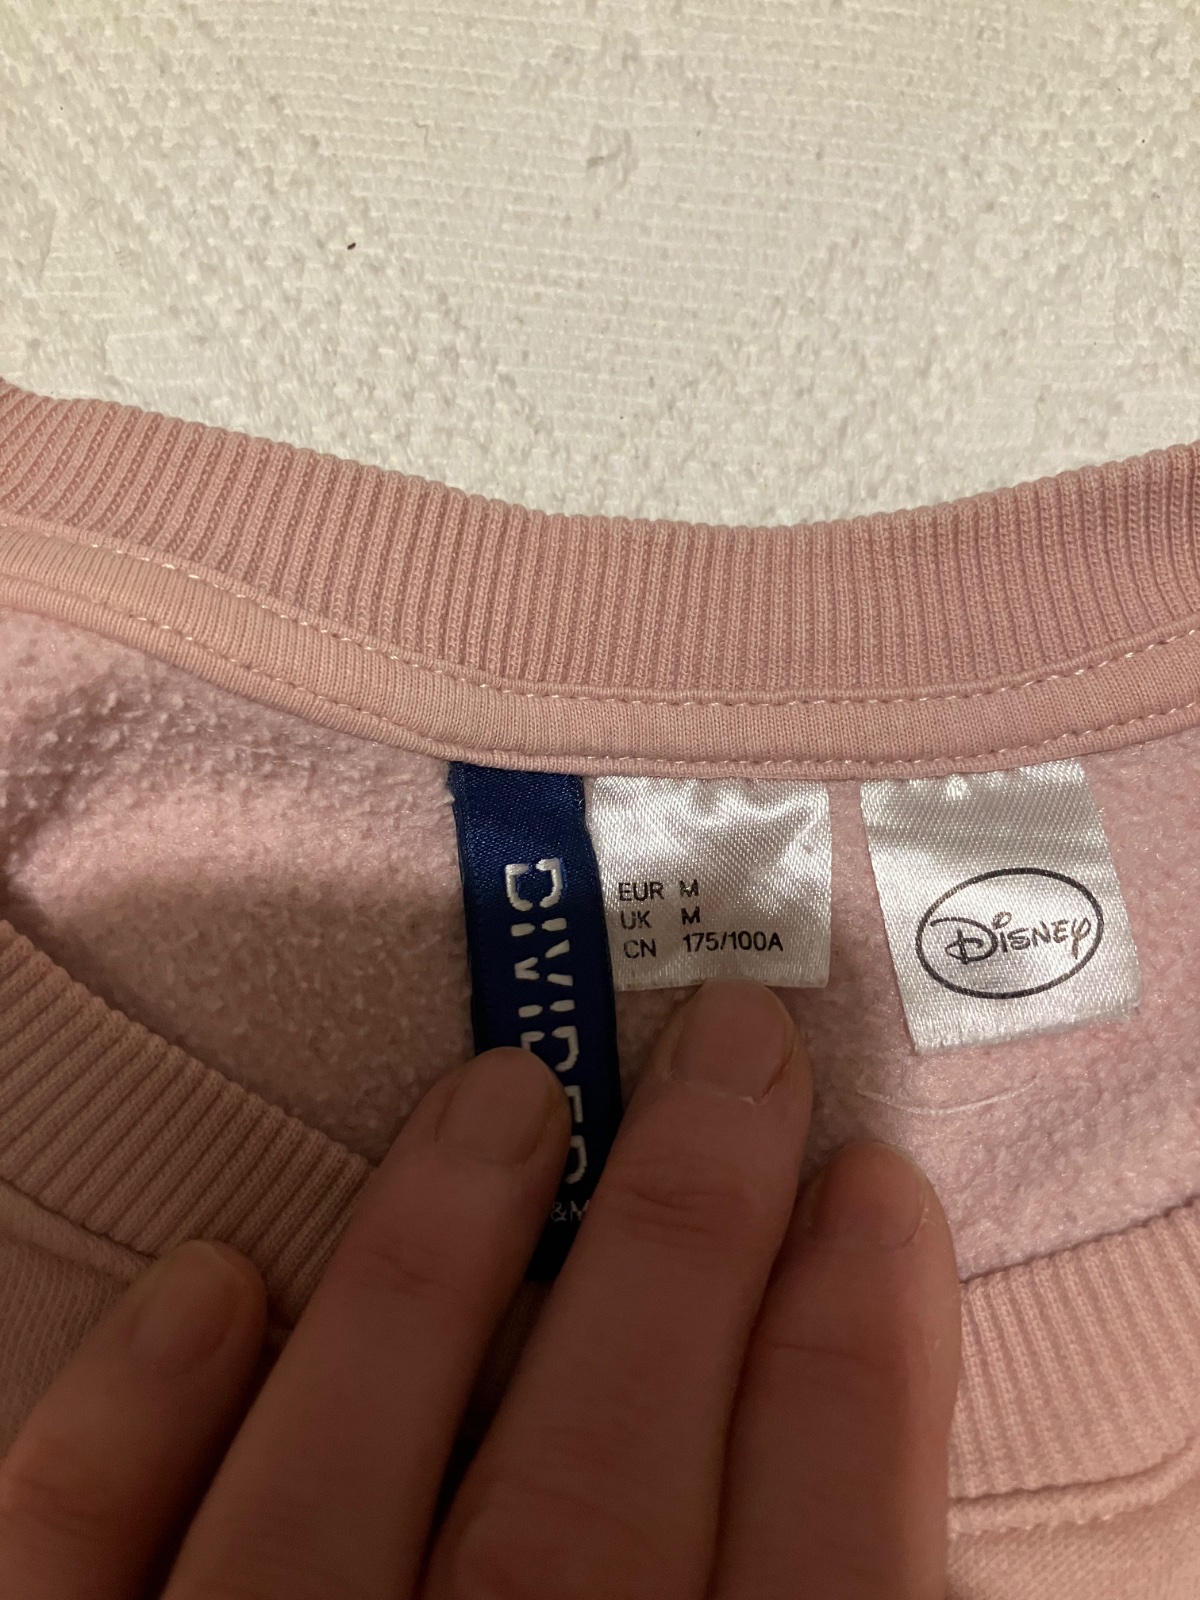 DIVIDED
&M
EUR M
UK M
CN 175/100A
Disney